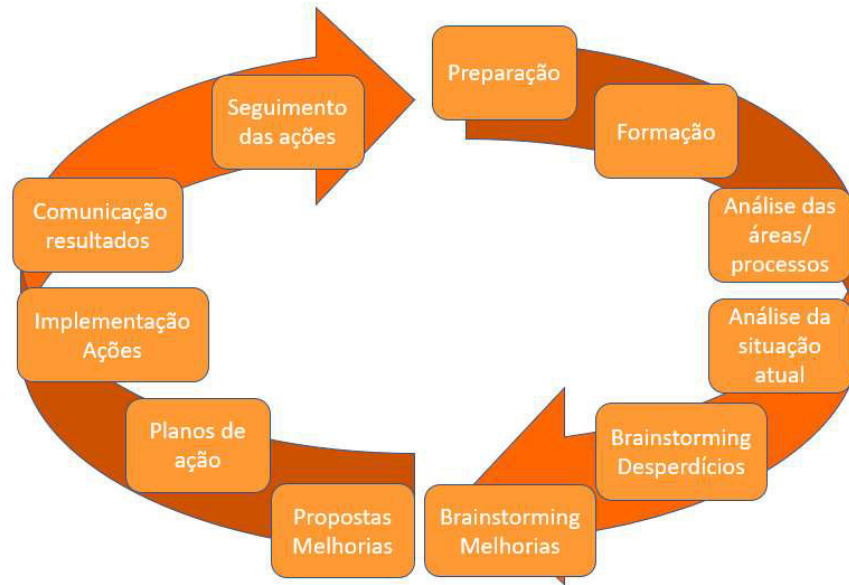 Preparação
Formação
Análise das
áreas/
processos
Análise da
situação
atual
Brainstorming
Desperdícios
Brainstorming
Melhorias
Propostas
Melhorias
Planos de
ação
Implementação
Ações
Comunicação
resultados
Seguimento
das ações